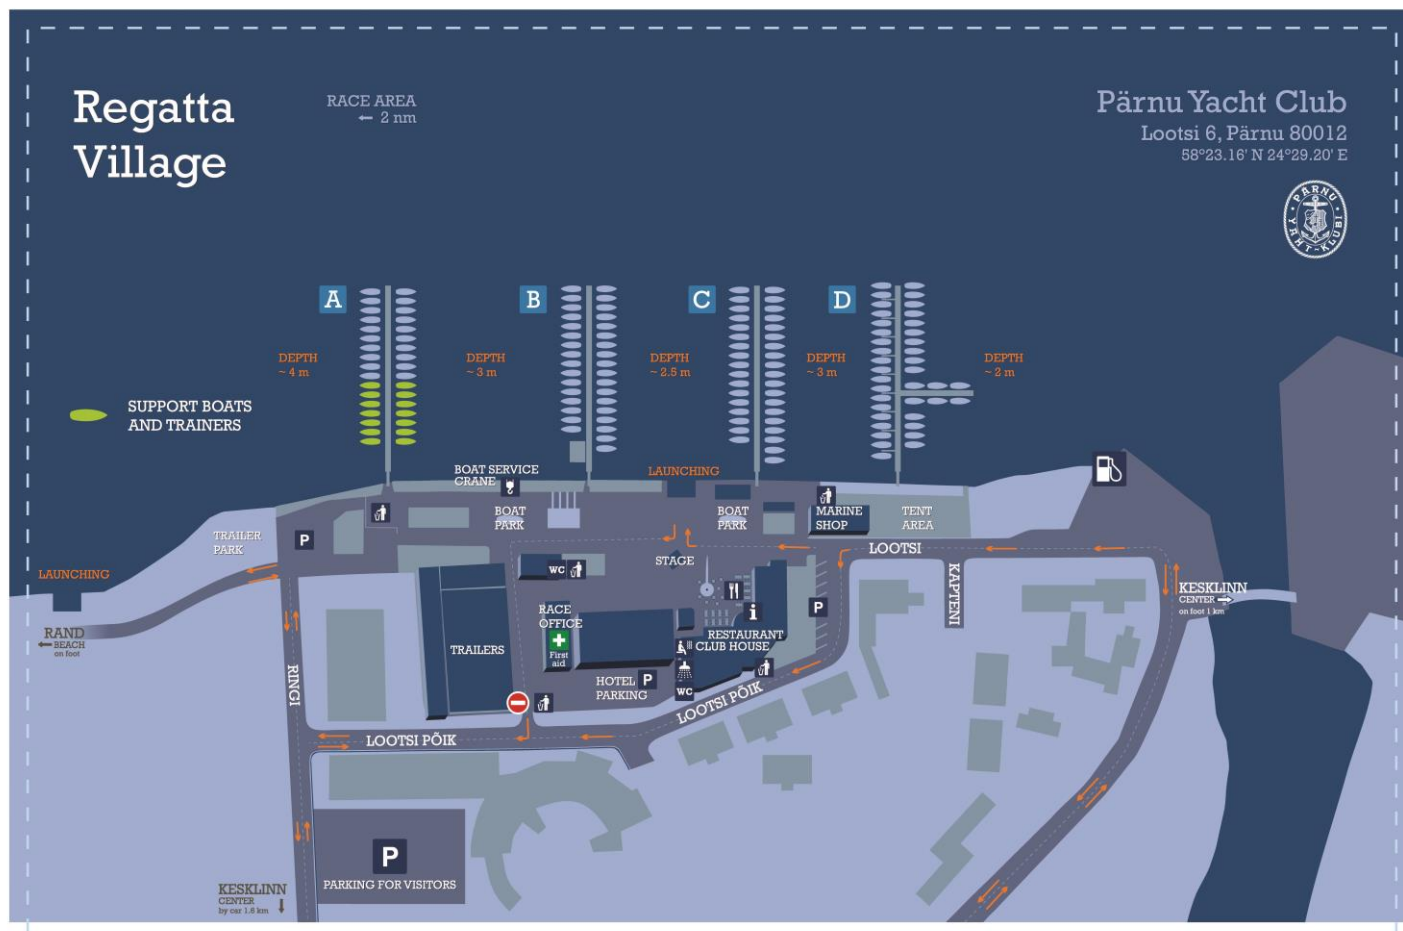 Regatta
Village
RACE AREA
← 2 nm
Pärnu Yacht Club
Lootsi 6, Pärnu 80012
58°23.16' N 24°29.20' E
PÄRNU
YAHT-KLUBI
A
B
C
D
DEPTH
~ 4 m
DEPTH
~ 3 m
DEPTH
~ 2.5 m
DEPTH
~ 3 m
DEPTH
~ 2 m
SUPPORT BOATS
AND TRAINERS
BOAT SERVICE
CRANE
LAUNCHING
BOAT
PARK
BOAT
PARK
MARINE
SHOP
TENT
AREA
TRAILER
PARK
P
LOOTSI
STAGE
WC
LAUNCHING
KAPTENI
KESKLINN
CENTER →
on foot 1 km
RAND
← BEACH
on foot
RACE
OFFICE
First
aid
i
P
RESTAURANT
CLUB HOUSE
TRAILERS
RINGI
HOTEL P
PARKING
WC
LOOTSI PÕIK
LOOTSI PÕIK
P
PARKING FOR VISITORS
KESKLINN
CENTER
by car 1.6 km ↓